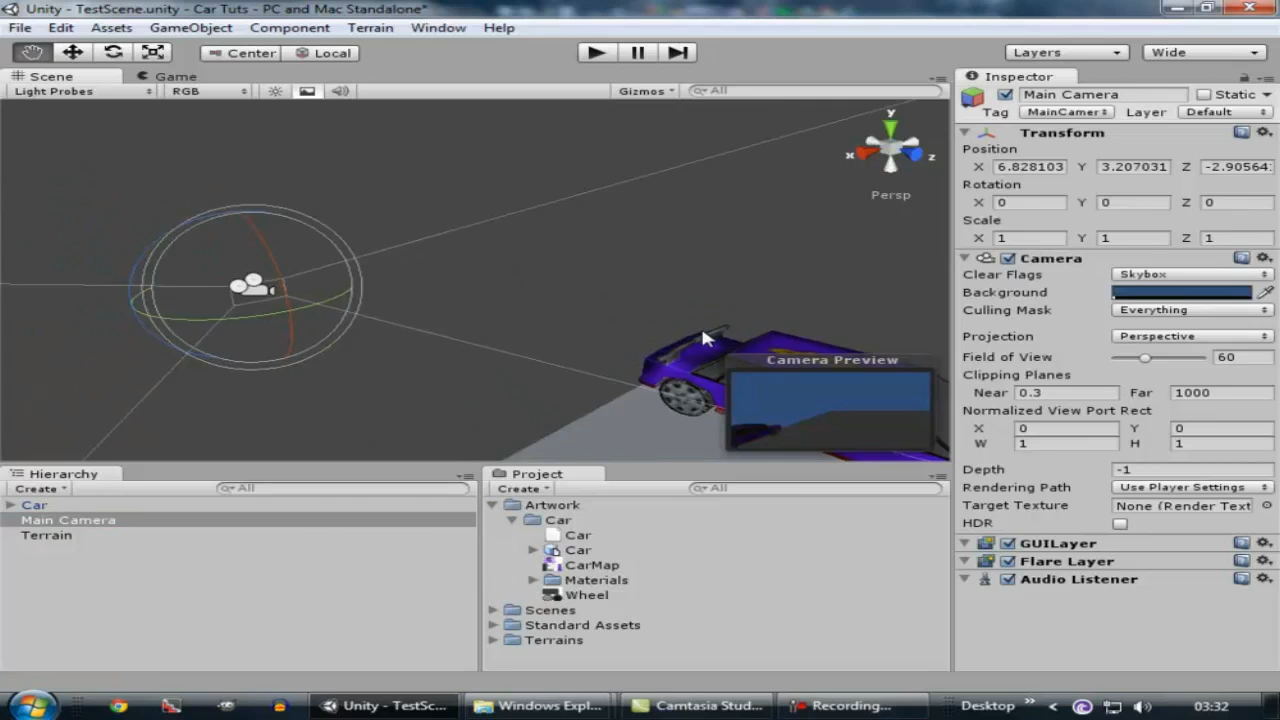 Unity - TestScene.unity - Car Tuts - PC and Mac Standalone*
File Edit Assets GameObject Component Terrain Window Help
Center Local Layers Wide
Scene Game
Light Probes RGB Gizmos All
y
x z
Persp
Camera Preview
Inspector
Main Camera Static
Tag MainCamer Layer Default
Transform
Position
X 6.828103 Y 3.207031 Z -2.90564
Rotation
X 0 Y 0 Z 0
Scale
X 1 Y 1 Z 1
Camera
Clear Flags Skybox
Background
Culling Mask Everything
Projection Perspective
Field of View 60
Clipping Planes
Near 0.3 Far 1000
Normalized View Port Rect
X 0 Y 0
W 1 H 1
Depth -1
Rendering Path Use Player Settings
Target Texture None (Render Text
HDR
GUILayer
Flare Layer
Audio Listener
Hierarchy
Create All
Car
Main Camera
Terrain
Project
Create All
Artwork
Car
Car
Car
CarMap
Materials
Wheel
Scenes
Standard Assets
Terrains
Unity - TestSc... Windows Expl... Camtasia Stud... Recording... Desktop 03:32